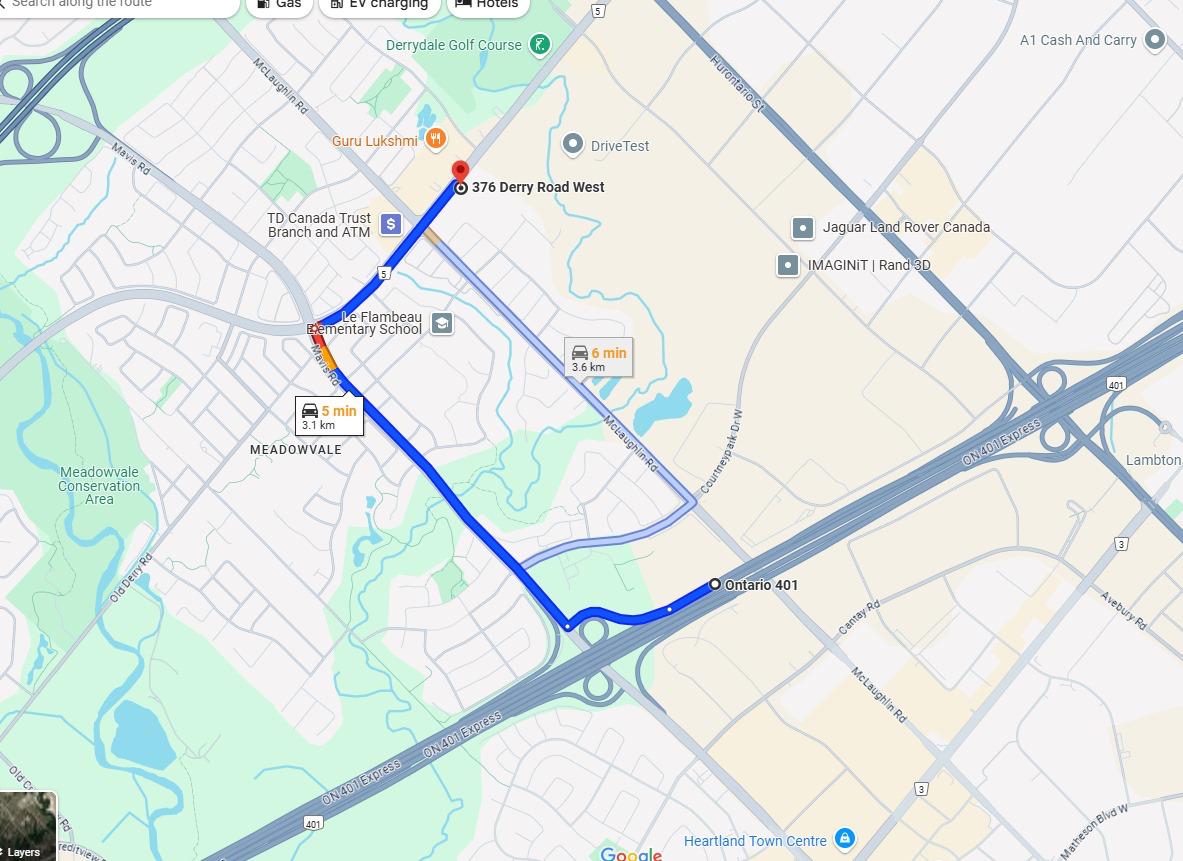 Search along the route
Gas
EV charging
Hotels
5
Derrydale Golf Course
A1 Cash And Carry
McLaughlin Rd
Hurontario St
Guru Lukshmi
DriveTest
Mavis Rd
376 Derry Road West
TD Canada Trust
Branch and ATM
Jaguar Land Rover Canada
IMAGINiT | Rand 3D
5
Le Flambeau
Elementary School
Mavis Rd
6 min
3.6 km
401
5 min
3.1 km
McLaughlin Rd
Courtneypark Dr W
ON 401 Express
MEADOWVALE
Lambton
Meadowvale
Conservation
Area
3
Old Derry Rd
Ontario 401
Cantay Rd
Avebury Rd
McLaughlin Rd
ON 401 Express
ON 401 Express
3
401
Matheson Blvd W
Heartland Town Centre
Layers
Google